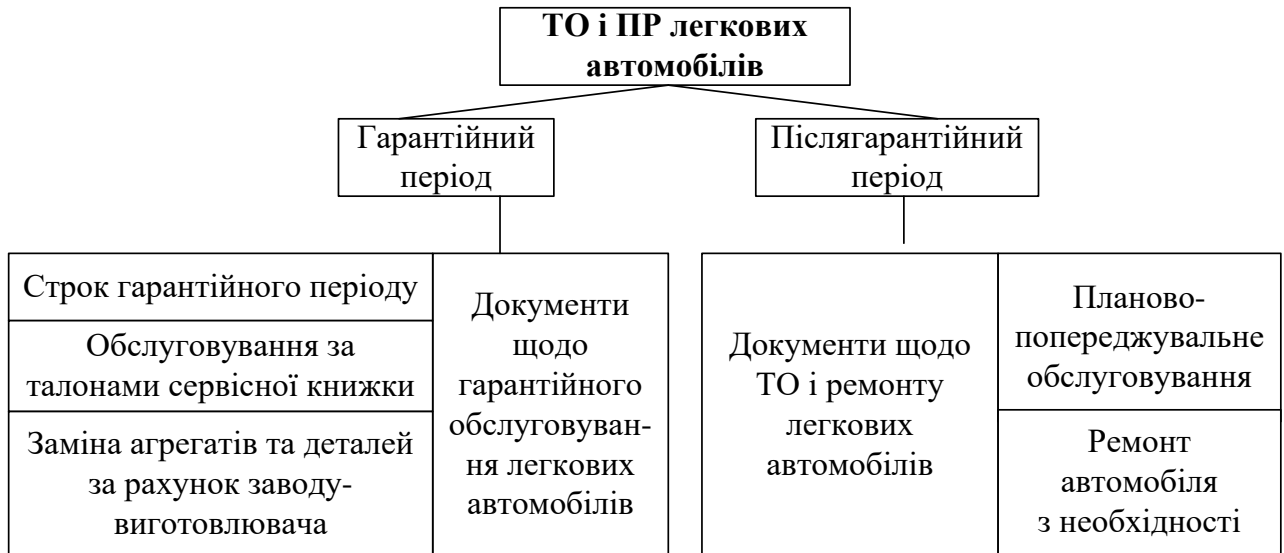 ТО і ПР легкових
автомобілів
Гарантійний
період
Післягарантійний
період
Строк гарантійного періоду
Обслуговування за
талонами сервісної книжки
Заміна агрегатів та деталей
за рахунок заводу-
виготовлювача
Документи
щодо
гарантійного
обслуговуван-
ня легкових
автомобілів
Документи щодо
ТО і ремонту
легкових
автомобілів
Планово-
попереджувальне
обслуговування
Ремонт
автомобіля
з необхідності